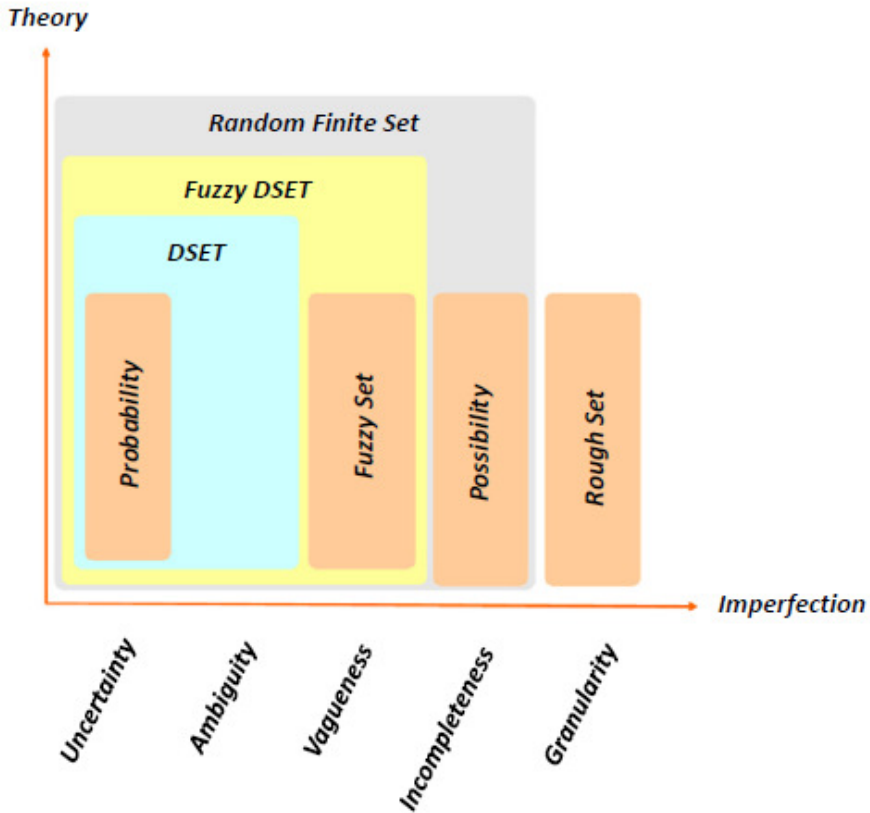 Theory
Random Finite Set
Fuzzy DSET
DSET
Probability
Fuzzy Set
Possibility
Rough Set
Imperfection
Uncertainty
Ambiguity
Vagueness
Incompleteness
Granularity